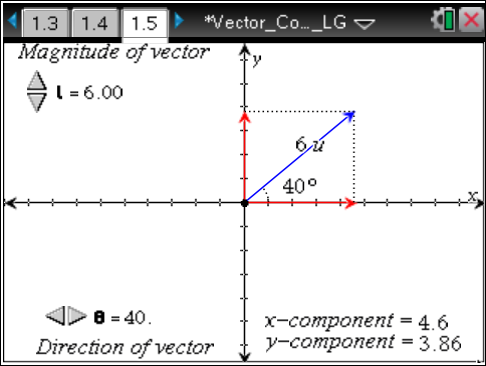 1.3 1.4 1.5 *Vector_Co..._LG
Magnitude of vector
y
l = 6.00
6 u
40°
x
θ = 40.
x-component = 4.6
y-component = 3.86
Direction of vector